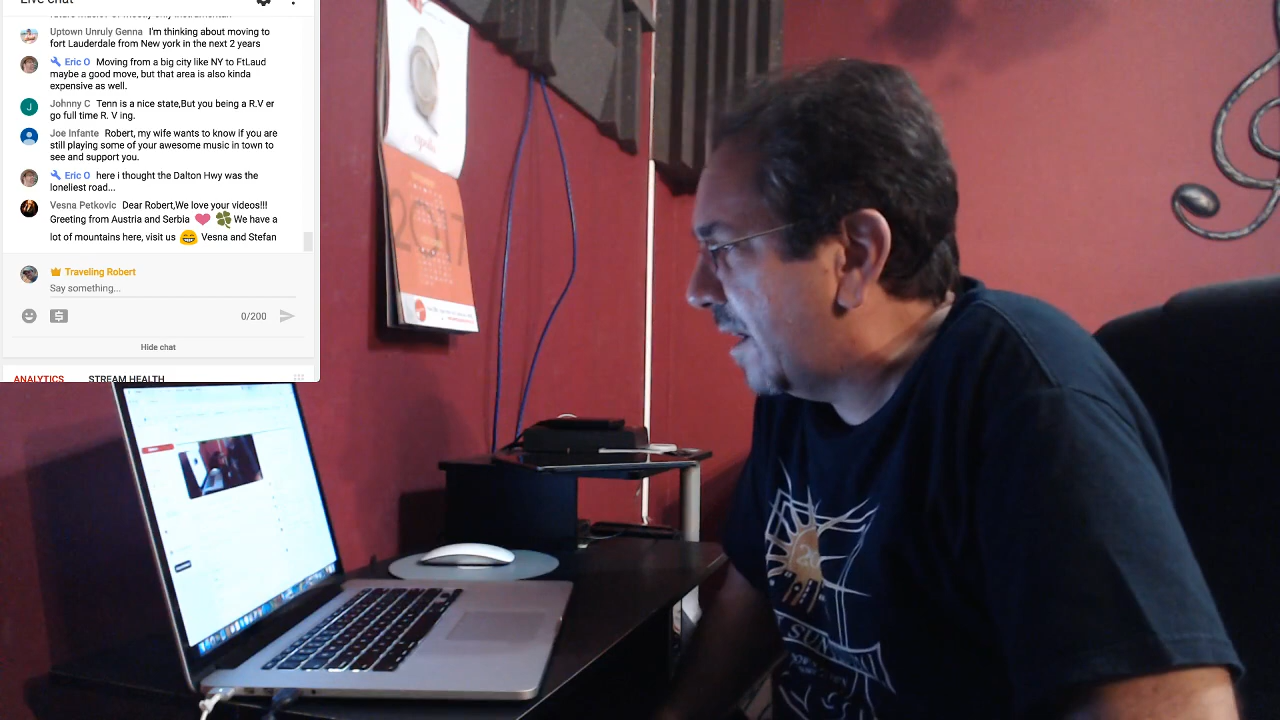 Live chat
Uptown Unruly Genna I'm thinking about moving to
fort Lauderdale from New york in the next 2 years
Eric O Moving from a big city like NY to FtLaud
maybe a good move, but that area is also kinda
expensive as well.
J Johnny C Tenn is a nice state,But you being a R.V er
go full time R. V ing.
Joe Infante Robert, my wife wants to know if you are
still playing some of your awesome music in town to
see and support you.
Eric O here i thought the Dalton Hwy was the
loneliest road...
Vesna Petkovic Dear Robert,We love your videos!!!
Greeting from Austria and Serbia ❤ 🍀 We have a
lot of mountains here, visit us 😁 Vesna and Stefan
Traveling Robert
Say something...
$ 0/200
Hide chat
ANALYTICS STREAM HEALTH
2017